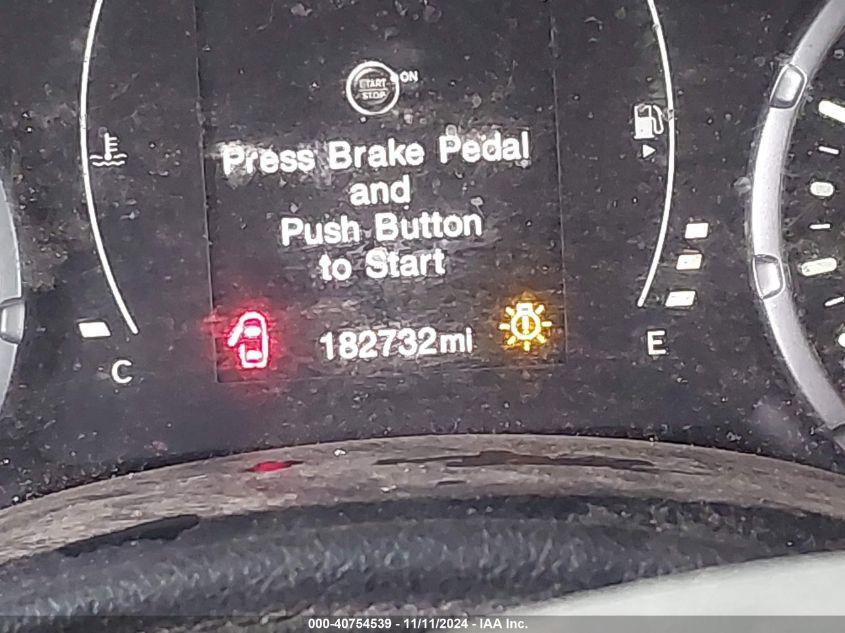 START
STOP
ON
Press Brake Pedal
and
Push Button
to Start
182732mi
C
E
000-40754539 - 11/11/2024 - IAA Inc.